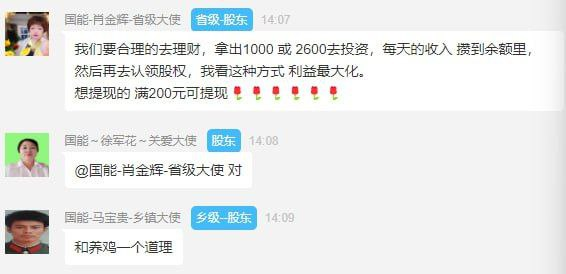 国能-肖金辉-省级大使 省级-股东 14:07
我们要合理的去理财，拿出1000 或 2600去投资，每天的收入 攒到余额里，
然后再去认领股权，我看这种方式 利益最大化。
想提现的 满200元可提现🌹🌹🌹🌹🌹🌹
国能～徐军花～关爱大使 股东 14:08
@国能-肖金辉-省级大使 对
国能-马宝贵-乡镇大使 乡级--股东 14:09
和养鸡一个道理